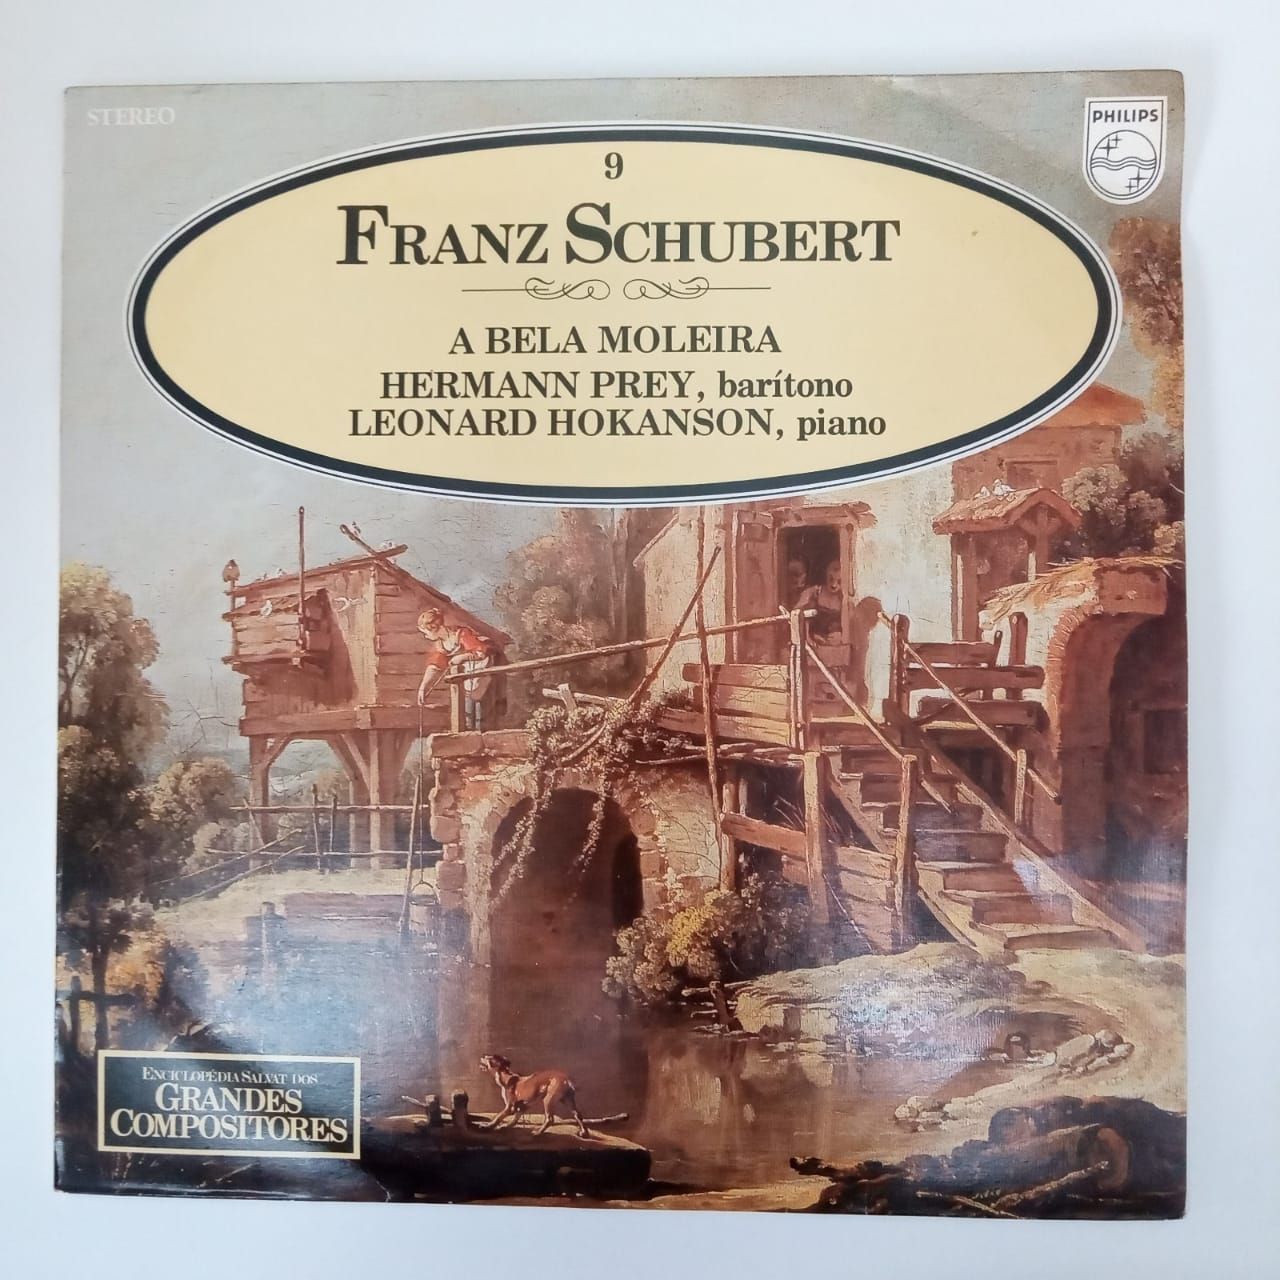 STEREO
PHILIPS
9
FRANZ SCHUBERT
A BELA MOLEIRA
HERMANN PREY, barítono
LEONARD HOKANSON, piano
ENCICLOPÉDIA SALVAT DOS
GRANDES
COMPOSITORES